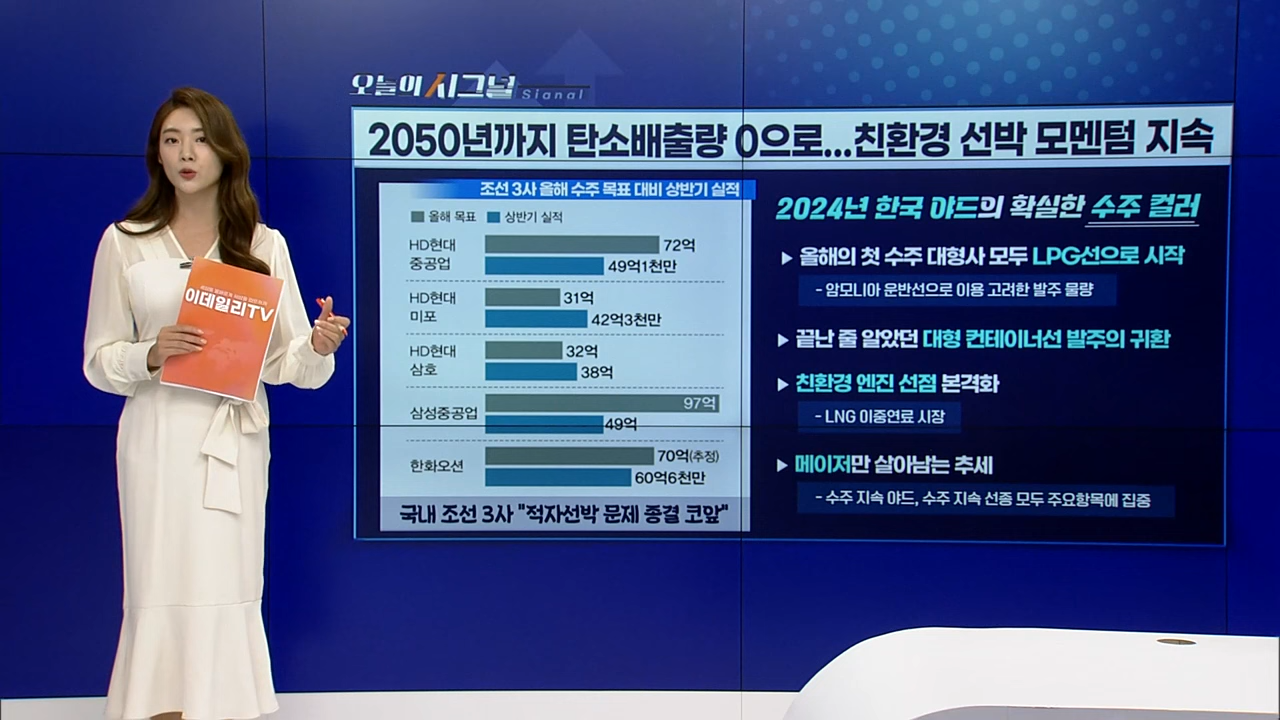 오늘의 시그널 Signal
2050년까지 탄소배출량 0으로...친환경 선박 모멘텀 지속
조선 3사 올해 수주 목표 대비 상반기 실적
올해 목표 상반기 실적
HD현대
중공업
72억
49억1천만
HD현대
미포
31억
42억3천만
HD현대
삼호
32억
38억
삼성중공업
97억
49억
한화오션
70억(추정)
60억6천만
국내 조선 3사 "적자선박 문제 종결 코앞"
2024년 한국 야드의 확실한 수주 컬러
▶ 올해의 첫 수주 대형사 모두 LPG선으로 시작
- 암모니아 운반선으로 이용 고려한 발주 물량
▶ 끝난 줄 알았던 대형 컨테이너선 발주의 귀환
▶ 친환경 엔진 선점 본격화
- LNG 이중연료 시장
▶ 메이저만 살아남는 추세
- 수주 지속 야드, 수주 지속 선종 모두 주요항목에 집중
이데일리TV